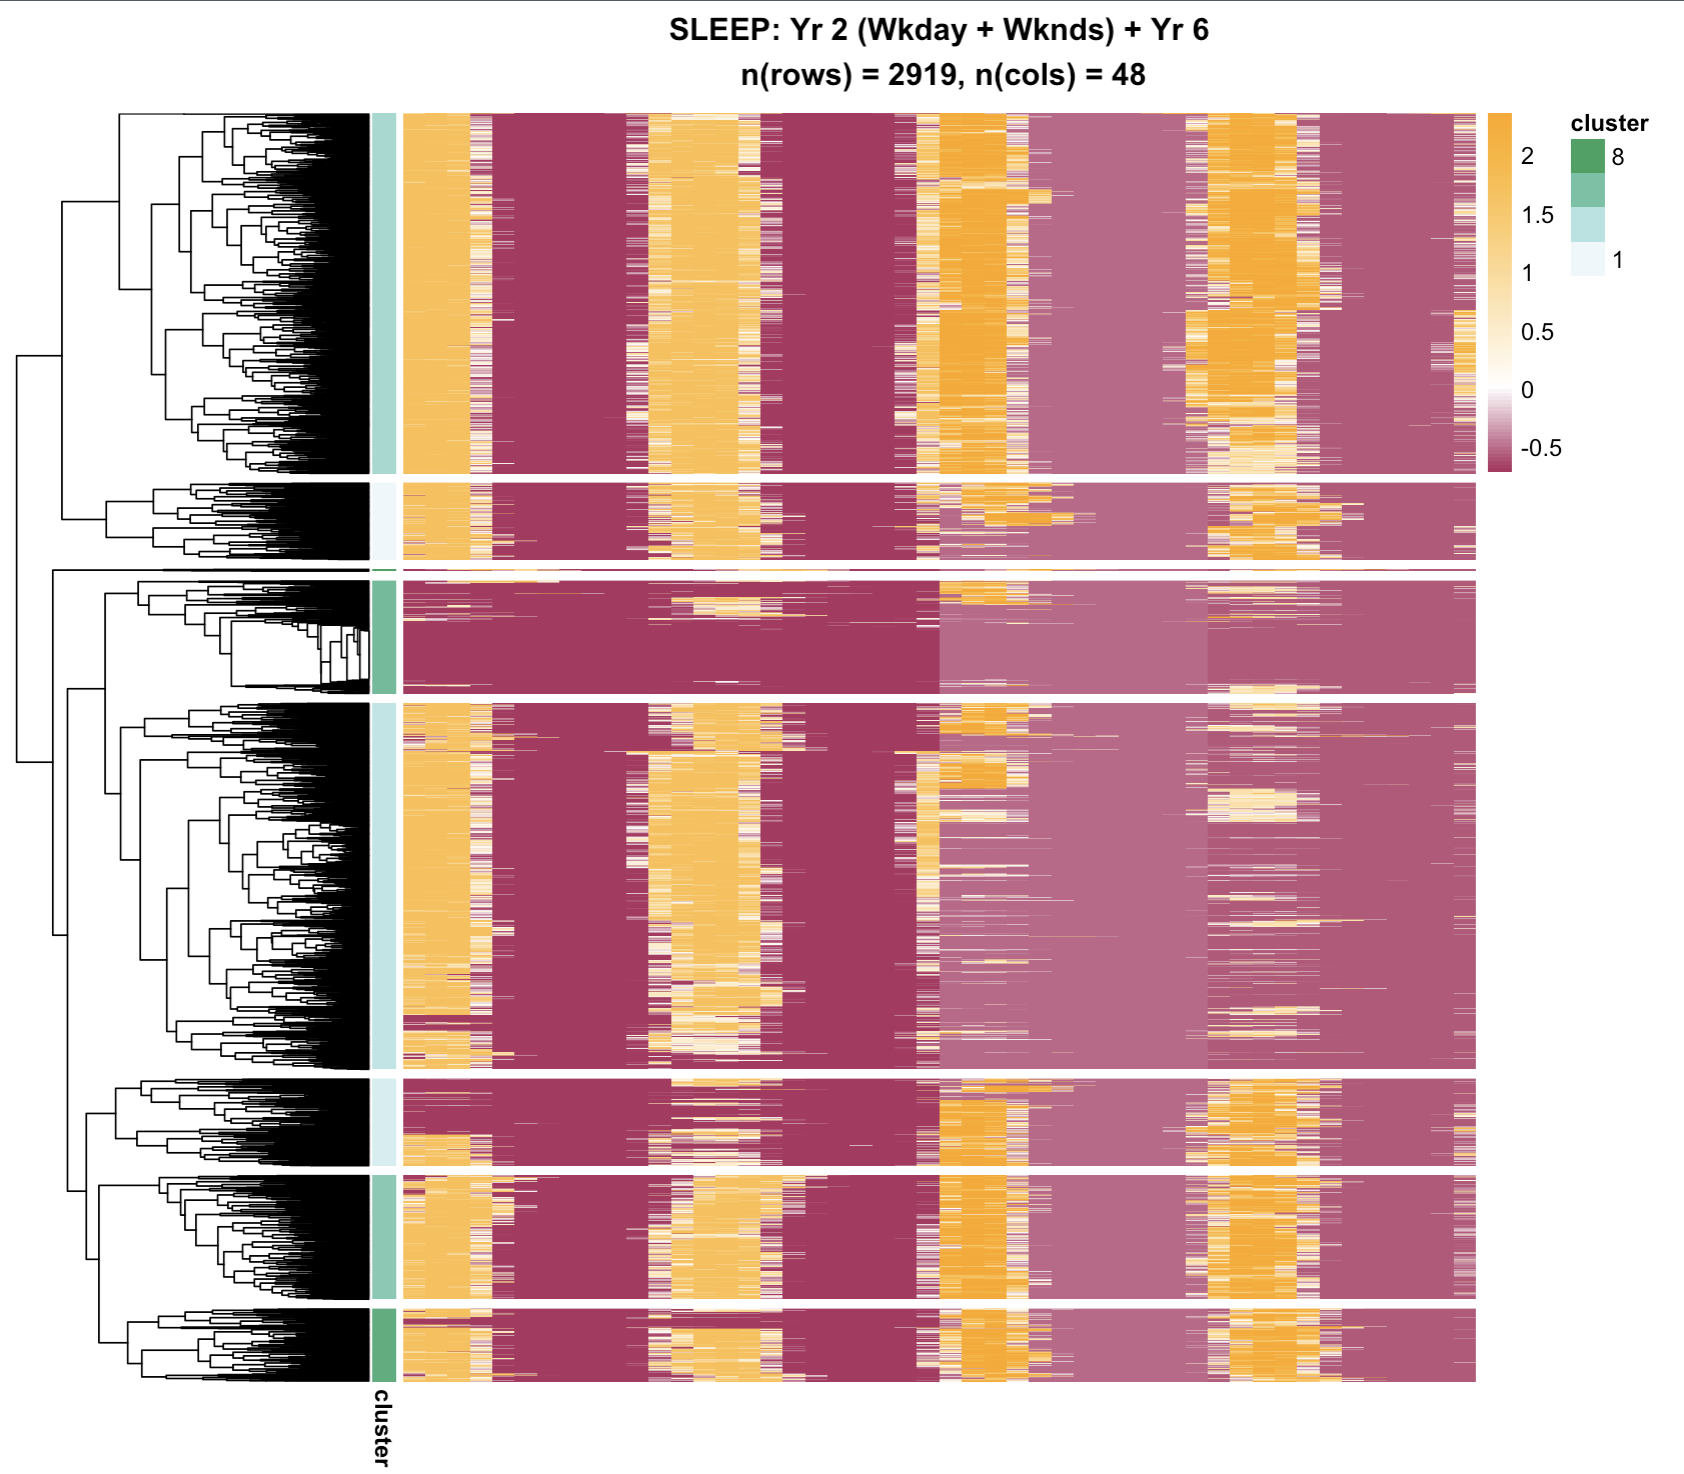 SLEEP: Yr 2 (Wkday + Wknds) + Yr 6
n(rows) = 2919, n(cols) = 48
2
1.5
1
0.5
0
-0.5
cluster
8
1
cluster